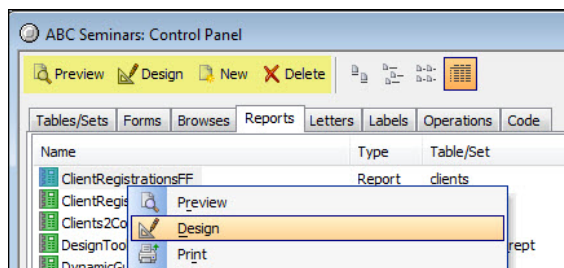 ABC Seminars: Control Panel
Preview Design New Delete
Tables/Sets Forms Browses Reports Letters Labels Operations Code
Name Type Table/Set
ClientRegistrationsFF Report clients
ClientRegis Preview
Clients2Co Design
DesignToo Print rept